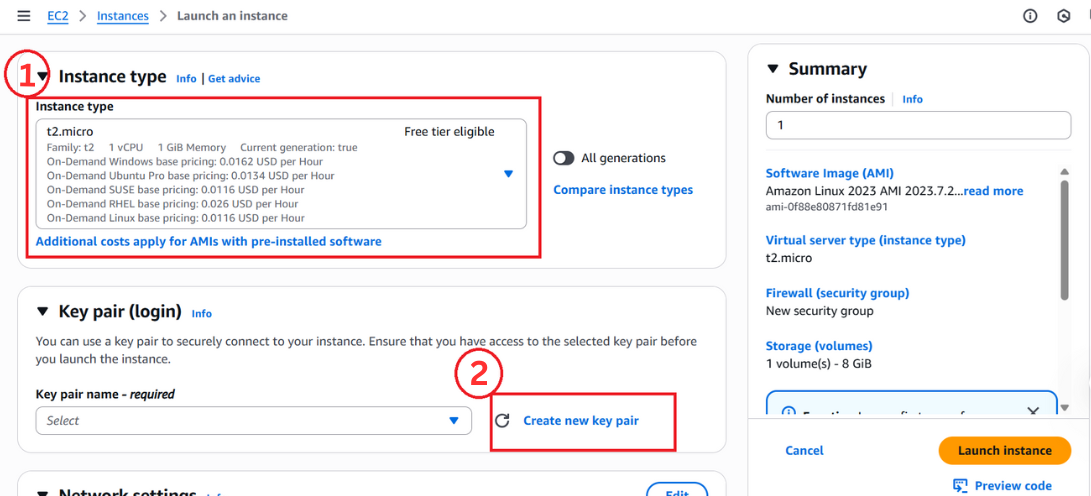 EC2 > Instances > Launch an instance
1
Instance type Info | Get advice
Instance type
t2.micro Free tier eligible
Family: t2 1 vCPU 1 GiB Memory Current generation: true
On-Demand Windows base pricing: 0.0162 USD per Hour
On-Demand Ubuntu Pro base pricing: 0.0134 USD per Hour
On-Demand SUSE base pricing: 0.0116 USD per Hour
On-Demand RHEL base pricing: 0.026 USD per Hour
On-Demand Linux base pricing: 0.0116 USD per Hour
All generations
Compare instance types
Additional costs apply for AMIs with pre-installed software
Key pair (login) Info
You can use a key pair to securely connect to your instance. Ensure that you have access to the selected key pair before
you launch the instance.
2
Key pair name - required
Select
Create new key pair
Network settings Info
Edit
Summary
Number of instances Info
1
Software Image (AMI)
Amazon Linux 2023 AMI 2023.7.2...read more
ami-0f88e80871fd81e91
Virtual server type (instance type)
t2.micro
Firewall (security group)
New security group
Storage (volumes)
1 volume(s) - 8 GiB
Cancel
Launch instance
Preview code